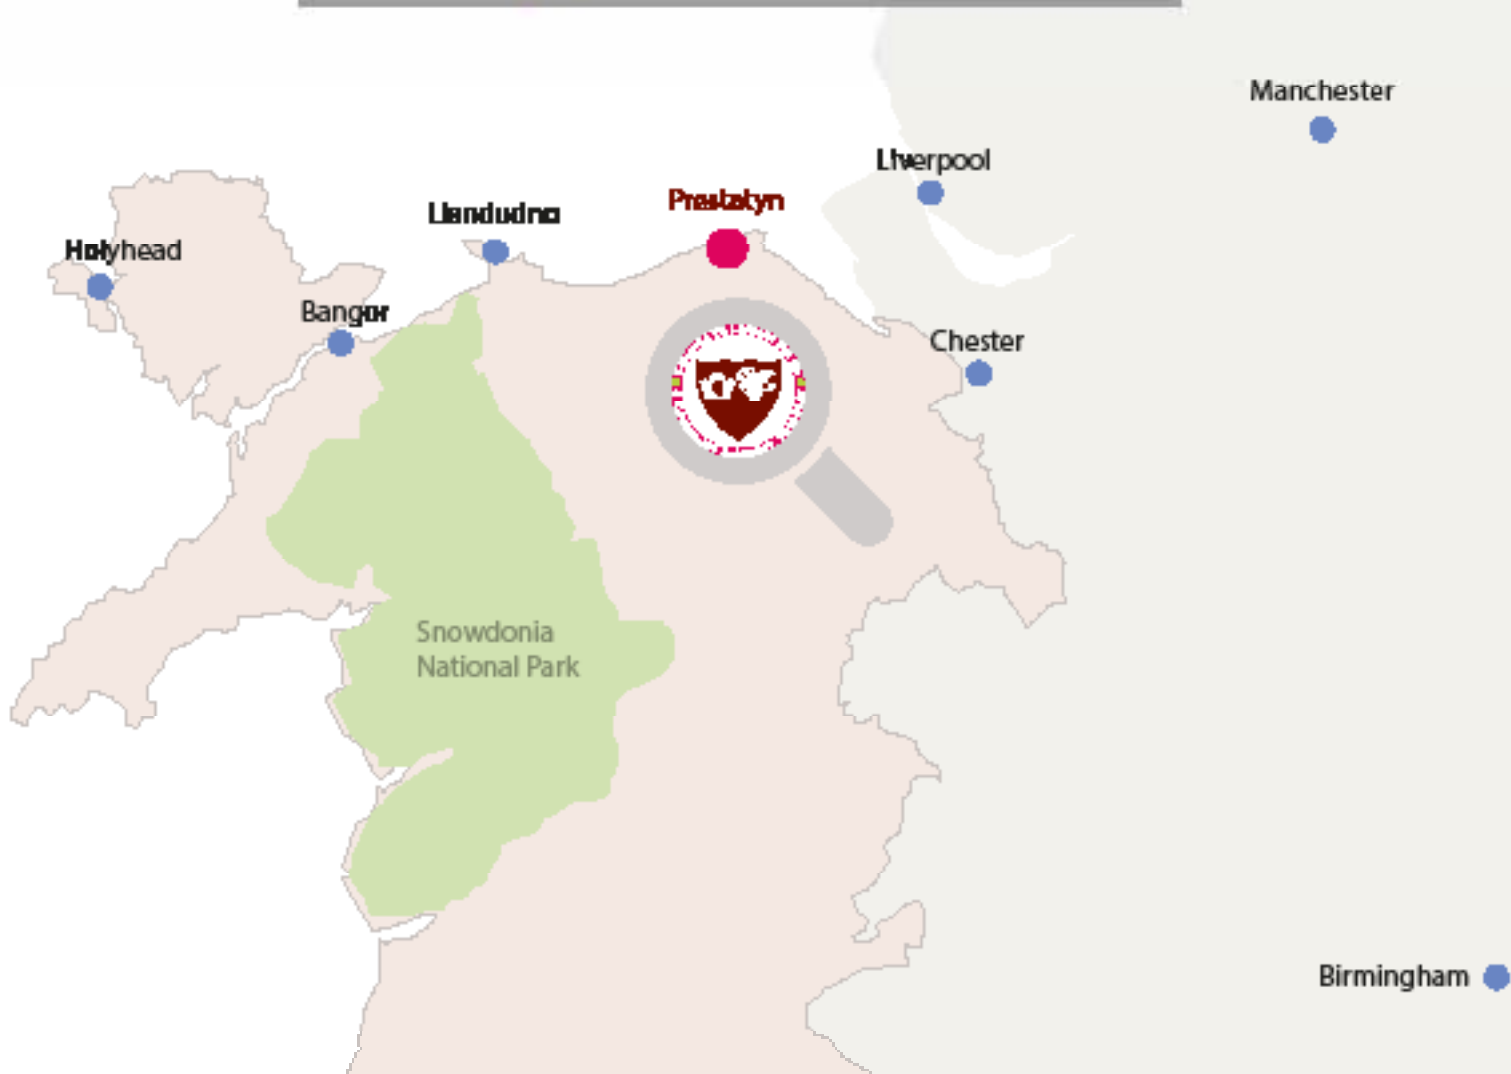 Manchester
Liverpool
Prestatyn
Llandudno
Holyhead
Bangor
Chester
Snowdonia
National Park
Birmingham